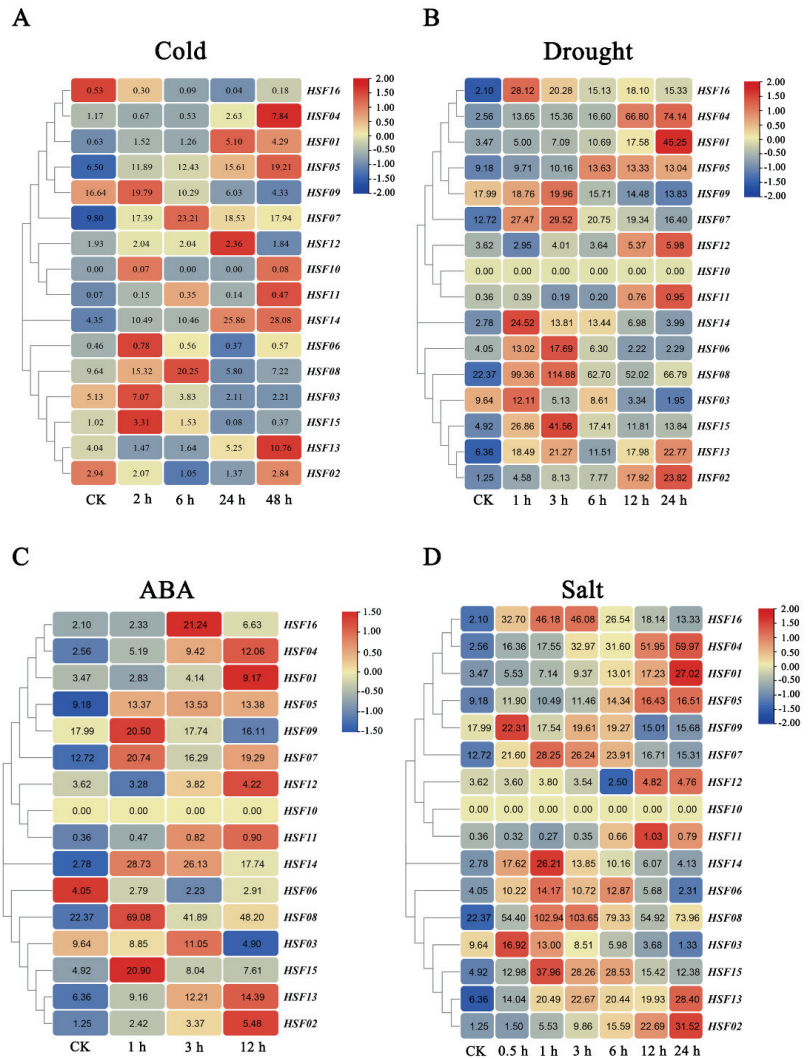 A
Cold
0.53 0.30 0.09 0.04 0.18 HSF16
1.17 0.67 0.53 2.63 7.84 HSF04
0.63 1.52 1.26 5.10 4.29 HSF01
6.50 11.89 12.43 15.61 19.21 HSF05
16.64 19.79 10.29 6.03 4.33 HSF09
9.80 17.39 23.21 18.53 17.94 HSF07
1.93 2.04 2.04 2.36 1.84 HSF12
0.00 0.07 0.00 0.00 0.08 HSF10
0.07 0.15 0.35 0.14 0.47 HSF11
4.35 10.49 10.46 25.86 28.08 HSF14
0.46 0.78 0.56 0.37 0.57 HSF06
9.64 15.32 20.25 5.80 7.22 HSF08
5.13 7.07 3.83 2.11 2.21 HSF03
1.02 3.31 1.53 0.08 0.37 HSF15
4.04 1.47 1.64 5.25 10.76 HSF13
2.94 2.07 1.05 1.37 2.84 HSF02
CK 2 h 6 h 24 h 48 h
2.00
1.50
1.00
0.50
0.00
-0.50
-1.00
-1.50
-2.00
B
Drought
2.10 28.12 20.28 15.13 18.10 15.33 HSF16
2.56 13.65 15.36 16.60 66.80 74.14 HSF04
3.47 5.00 7.09 10.69 17.58 45.25 HSF01
9.18 9.71 10.16 13.63 13.33 13.04 HSF05
17.99 18.76 19.96 15.71 14.48 13.83 HSF09
12.72 27.47 29.52 20.75 19.34 16.40 HSF07
3.62 2.95 4.01 3.64 5.37 5.98 HSF12
0.00 0.00 0.00 0.00 0.00 0.00 HSF10
0.36 0.39 0.19 0.20 0.76 0.95 HSF11
2.78 24.52 13.81 13.44 6.98 3.99 HSF14
4.05 13.02 17.69 6.30 2.22 2.29 HSF06
22.37 99.36 114.88 62.70 52.02 66.79 HSF08
9.64 12.11 5.13 8.61 3.34 1.95 HSF03
4.92 26.86 41.56 17.41 11.81 13.84 HSF15
6.36 18.49 21.27 11.51 17.98 22.77 HSF13
1.25 4.58 8.13 7.77 17.92 23.82 HSF02
CK 1 h 3 h 6 h 12 h 24 h
2.00
1.50
1.00
0.50
0.00
-0.50
-1.00
-1.50
-2.00
C
ABA
2.10 2.33 21.24 6.63 HSF16
2.56 5.19 9.42 12.06 HSF04
3.47 2.83 4.14 9.17 HSF01
9.18 13.37 13.53 13.38 HSF05
17.99 20.50 17.74 16.11 HSF09
12.72 20.74 16.29 19.29 HSF07
3.62 3.28 3.82 4.22 HSF12
0.00 0.00 0.00 0.00 HSF10
0.36 0.47 0.82 0.90 HSF11
2.78 28.73 26.13 17.74 HSF14
4.05 2.79 2.23 2.91 HSF06
22.37 69.08 41.89 48.20 HSF08
9.64 8.85 11.05 4.90 HSF03
4.92 20.90 8.04 7.61 HSF15
6.36 9.16 12.21 14.39 HSF13
1.25 2.42 3.37 5.48 HSF02
CK 1 h 3 h 12 h
1.50
1.00
0.50
0.00
-0.50
-1.00
-1.50
D
Salt
2.10 32.70 46.18 46.08 26.54 18.14 13.33 HSF16
2.56 16.36 17.55 32.97 31.60 51.95 59.97 HSF04
3.47 5.53 7.14 9.37 13.01 17.23 27.02 HSF01
9.18 11.90 10.49 11.46 14.34 16.43 16.51 HSF05
17.99 22.31 17.54 19.61 19.27 15.01 15.68 HSF09
12.72 21.60 28.25 26.24 23.91 16.71 15.31 HSF07
3.62 3.60 3.80 3.54 2.50 4.82 4.76 HSF12
0.00 0.00 0.00 0.00 0.00 0.00 0.00 HSF10
0.36 0.32 0.27 0.35 0.66 1.03 0.79 HSF11
2.78 17.62 26.21 13.85 10.16 6.07 4.13 HSF14
4.05 10.22 14.17 10.72 12.87 5.68 2.31 HSF06
22.37 54.40 102.94 103.65 79.33 54.92 73.96 HSF08
9.64 16.92 13.00 8.51 5.98 3.68 1.33 HSF03
4.92 12.98 37.96 28.26 28.53 15.42 12.38 HSF15
6.36 14.04 20.49 22.67 20.44 19.93 28.40 HSF13
1.25 1.50 5.53 9.86 15.59 22.69 31.52 HSF02
CK 0.5 h 1 h 3 h 6 h 12 h 24 h
2.00
1.50
1.00
0.50
0.00
-0.50
-1.00
-1.50
-2.00